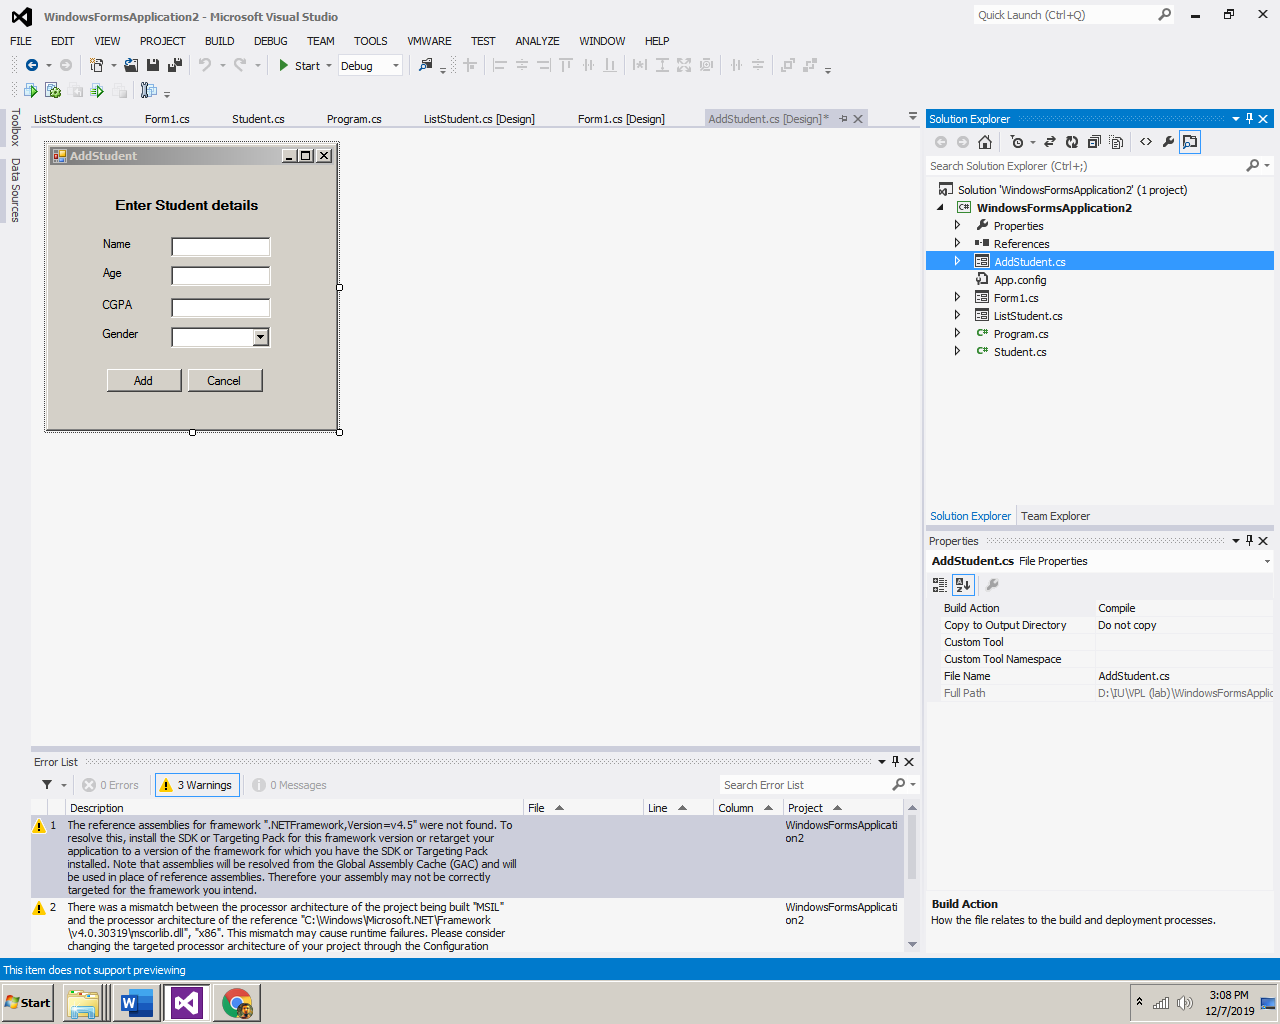 WindowsFormsApplication2 - Microsoft Visual Studio
Quick Launch (Ctrl+Q)
FILE EDIT VIEW PROJECT BUILD DEBUG TEAM TOOLS VMWARE TEST ANALYZE WINDOW HELP
Start Debug
Toolbox
Data Sources
ListStudent.cs Form1.cs Student.cs Program.cs ListStudent.cs [Design] Form1.cs [Design] AddStudent.cs [Design]*
AddStudent
Enter Student details
Name
Age
CGPA
Gender
Add Cancel
Solution Explorer
Search Solution Explorer (Ctrl+;)
Solution 'WindowsFormsApplication2' (1 project)
C# WindowsFormsApplication2
Properties
References
AddStudent.cs
App.config
Form1.cs
ListStudent.cs
C# Program.cs
C# Student.cs
Solution Explorer Team Explorer
Properties
AddStudent.cs File Properties
Build Action Compile
Copy to Output Directory Do not copy
Custom Tool
Custom Tool Namespace
File Name AddStudent.cs
Full Path D:\IU\VPL (lab)\WindowsFormsApplic
Build Action
How the file relates to the build and deployment processes.
Error List
0 Errors 3 Warnings 0 Messages
Search Error List
Description File Line Column Project
1 The reference assemblies for framework ".NETFramework,Version=v4.5" were not found. To WindowsFormsApplicati
resolve this, install the SDK or Targeting Pack for this framework version or retarget your on2
application to a version of the framework for which you have the SDK or Targeting Pack
installed. Note that assemblies will be resolved from the Global Assembly Cache (GAC) and will
be used in place of reference assemblies. Therefore your assembly may not be correctly
targeted for the framework you intend.
2 There was a mismatch between the processor architecture of the project being built "MSIL" WindowsFormsApplicati
and the processor architecture of the reference "C:\Windows\Microsoft.NET\Framework on2
\v4.0.30319\mscorlib.dll", "x86". This mismatch may cause runtime failures. Please consider
changing the targeted processor architecture of your project through the Configuration
This item does not support previewing
Start
3:08 PM
12/7/2019